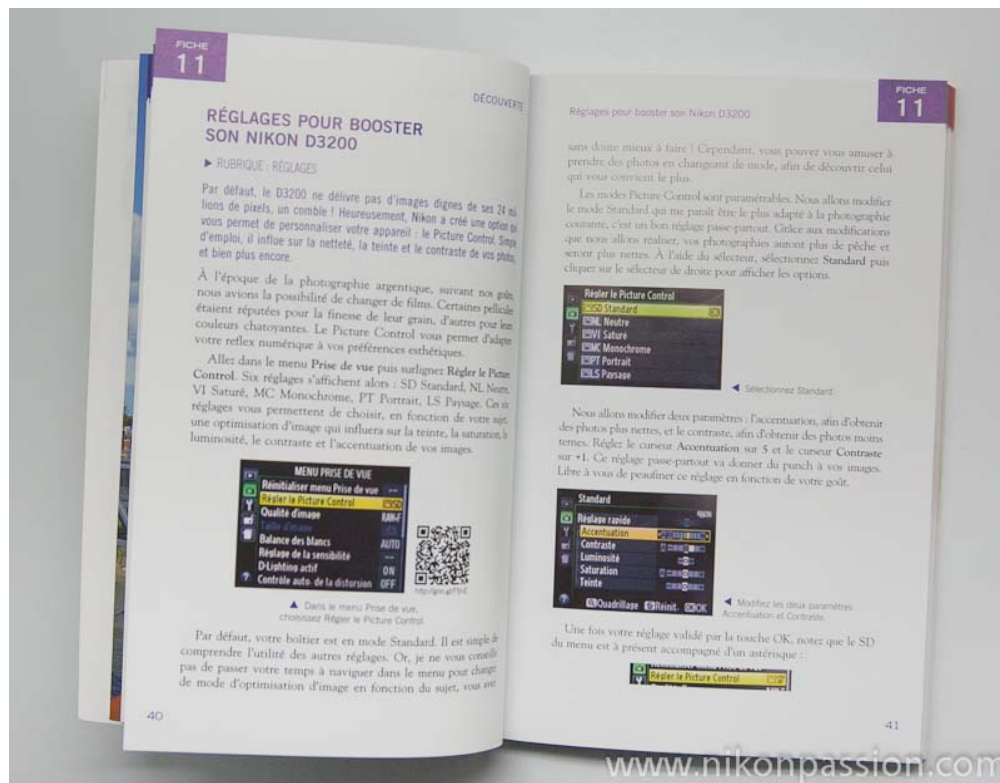 FICHE
11
DÉCOUVERTE
RÉGLAGES POUR BOOSTER
SON NIKON D3200
▶ RUBRIQUE : RÉGLAGES
Par défaut, le D3200 ne délivre pas d'images dignes de ses 24 mil-
lions de pixels, un comble ! Heureusement, Nikon a créé une option qui
vous permet de personnaliser votre appareil : le Picture Control. Simple
d'emploi, il influe sur la netteté, la teinte et le contraste de vos photos,
et bien plus encore.
À l'époque de la photographie argentique, suivant nos goûts,
nous avions la possibilité de changer de films. Certaines pellicules
étaient réputées pour la finesse de leur grain, d'autres pour leurs
couleurs chatoyantes. Le Picture Control vous permet d'adapter
votre reflex numérique à vos préférences esthétiques.
Allez dans le menu Prise de vue puis surlignez Régler le Picture
Control. Six réglages s'affichent alors : SD Standard, NL Neutre,
VI Saturé, MC Monochrome, PT Portrait, LS Paysage. Ces six
réglages vous permettent de choisir, en fonction de votre sujet,
une optimisation d'image qui influera sur la teinte, la saturation, la
luminosité, le contraste et l'accentuation de vos images.
MENU PRISE DE VUE
Réinitialiser menu Prise de vue --
Régler le Picture Control SD
Qualité d'image RAW+F
Taille d'image
Balance des blancs AUTO
Réglage de la sensibilité --
D-Lighting actif ON
Contrôle auto. de la distorsion OFF
▲ Dans le menu Prise de vue,
choisissez Régler le Picture Control.
Par défaut, votre boîtier est en mode Standard. Il est simple de
comprendre l'utilité des autres réglages. Or, je ne vous conseille
pas de passer votre temps à naviguer dans le menu pour changer
de mode d'optimisation d'image en fonction du sujet, vous avez
40
FICHE
11
Réglages pour booster son Nikon D3200
sans doute mieux à faire ! Cependant, vous pouvez vous amuser à
prendre des photos en changeant de mode, afin de découvrir celui
qui vous convient le plus.
Les modes Picture Control sont paramétrables. Nous allons modifier
le mode Standard qui me paraît être le plus adapté à la photographie
courante, c'est un bon réglage passe-partout. Grâce aux modifications
que nous allons réaliser, vos photographies auront plus de pêche et
seront plus nettes. À l'aide du sélecteur, sélectionnez Standard puis
cliquez sur le sélecteur de droite pour afficher les options.
Régler le Picture Control
SD Standard OK
NL Neutre
VI Saturé
MC Monochrome
PT Portrait
LS Paysage
◀ Sélectionnez Standard.
Nous allons modifier deux paramètres : l'accentuation, afin d'obtenir
des photos plus nettes, et le contraste, afin d'obtenir des photos moins
ternes. Réglez le curseur Accentuation sur 5 et le curseur Contraste
sur +1. Ce réglage passe-partout va donner du punch à vos images.
Libre à vous de peaufiner ce réglage en fonction de votre goût.
Standard
Réglage rapide
Accentuation
Contraste
Luminosité
Saturation
Teinte
Quadrillage Réinit. OK
◀ Modifiez les deux paramètres
Accentuation et Contraste.
Une fois votre réglage validé par la touche OK, notez que le SD
du menu est à présent accompagné d'un astérisque :
Régler le Picture Control
41
www.nikonpassion.com